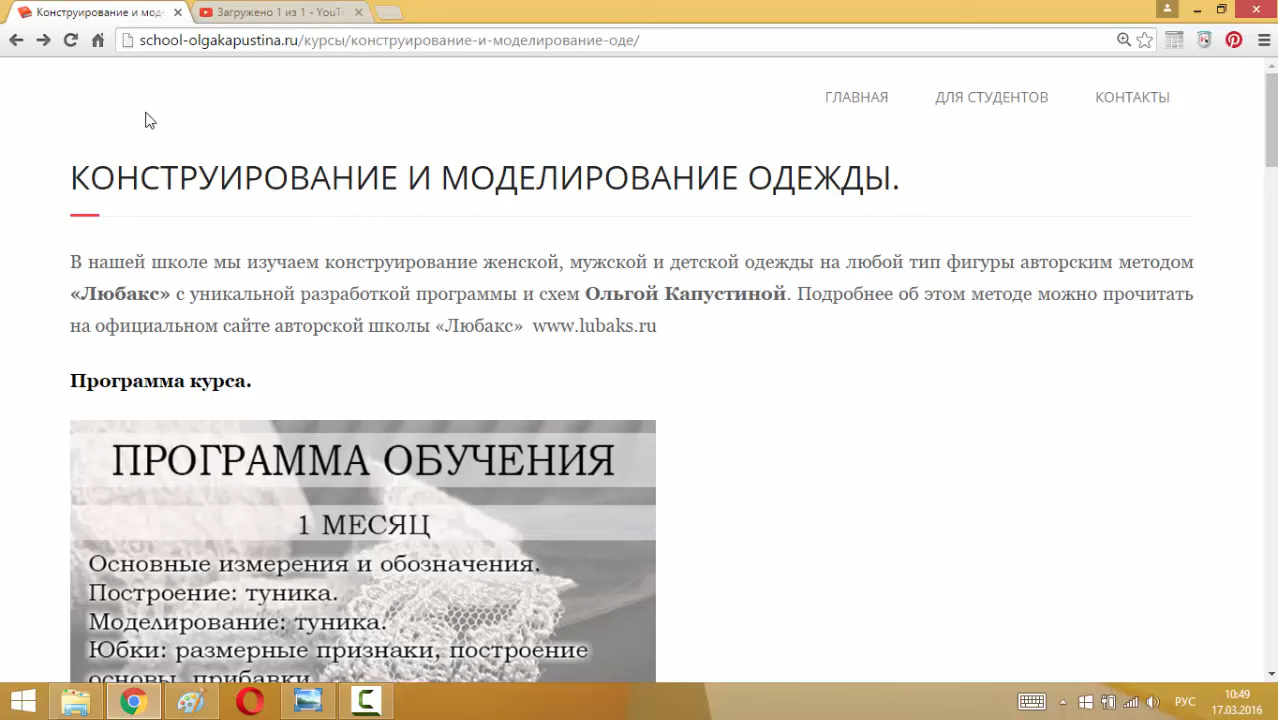 Конструирование и мод
Загружено 1 из 1 - YouT
school-olgakapustina.ru/курсы/конструирование-и-моделирование-оде/
ГЛАВНАЯ ДЛЯ СТУДЕНТОВ КОНТАКТЫ
КОНСТРУИРОВАНИЕ И МОДЕЛИРОВАНИЕ ОДЕЖДЫ.
В нашей школе мы изучаем конструирование женской, мужской и детской одежды на любой тип фигуры авторским методом
«Любакс» с уникальной разработкой программы и схем Ольгой Капустиной. Подробнее об этом методе можно прочитать
на официальном сайте авторской школы «Любакс» www.lubaks.ru
Программа курса.
ПРОГРАММА ОБУЧЕНИЯ
1 МЕСЯЦ
Основные измерения и обозначения.
Построение: туника.
Моделирование: туника.
Юбки: размерные признаки, построение
основы, прибавки
РУС
10:49
17.03.2016